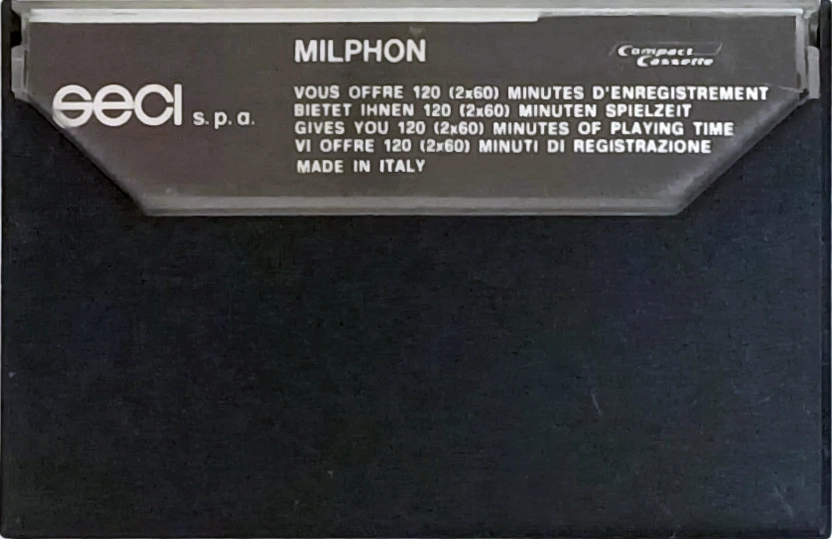 MILPHON
Compact
Cassette
seci s.p.a.
VOUS OFFRE 120 (2x60) MINUTES D'ENREGISTREMENT
BIETET IHNEN 120 (2x60) MINUTEN SPIELZEIT
GIVES YOU 120 (2x60) MINUTES OF PLAYING TIME
VI OFFRE 120 (2x60) MINUTI DI REGISTRAZIONE
MADE IN ITALY